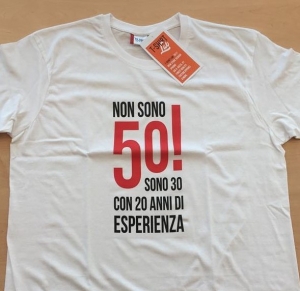 NON SONO
50!
SONO 30
CON 20 ANNI DI
ESPERIENZA